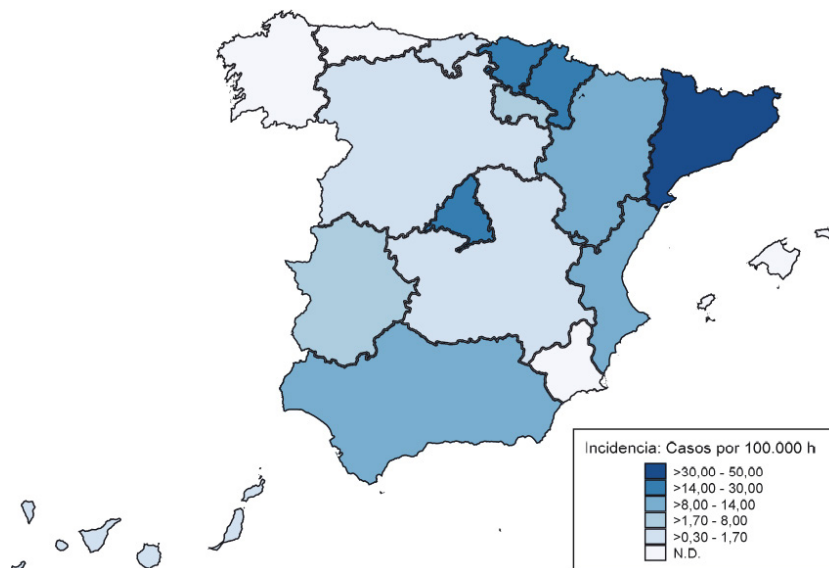 Incidencia: Casos por 100.000 h
>30,00 - 50,00
>14,00 - 30,00
>8,00 - 14,00
>1,70 - 8,00
>0,30 - 1,70
N.D.